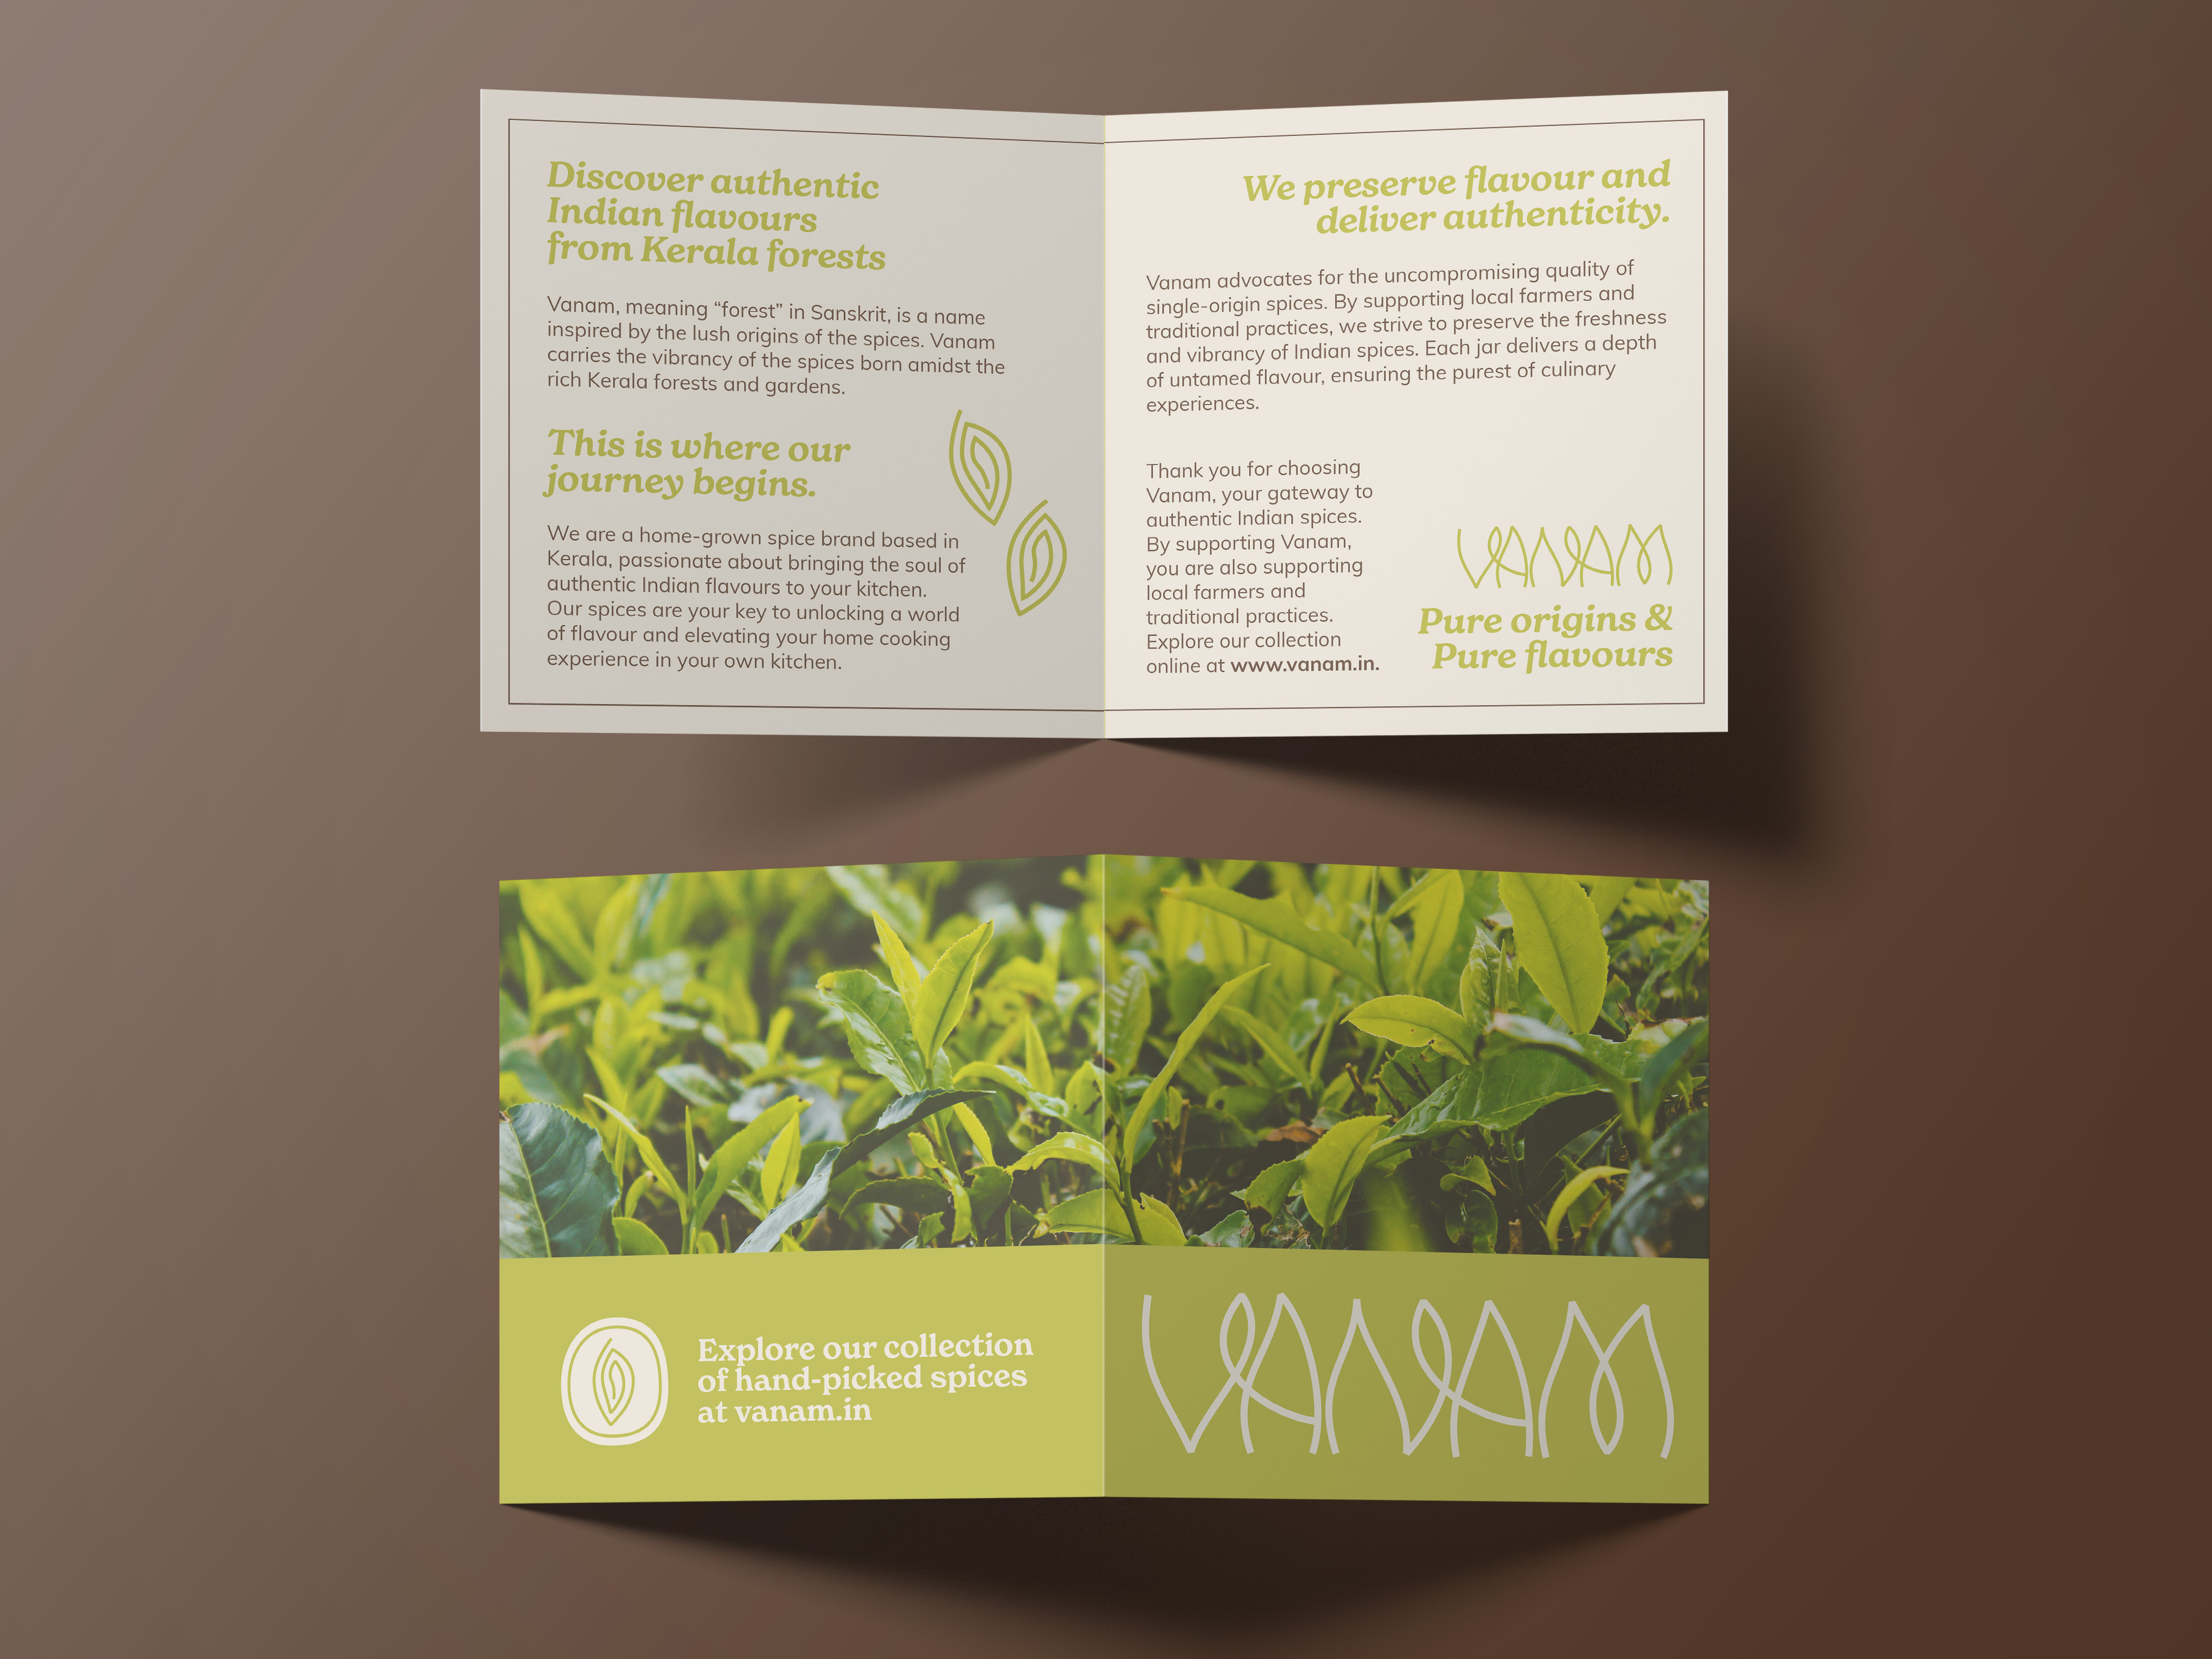 Discover authentic
Indian flavours
from Kerala forests
Vanam, meaning “forest” in Sanskrit, is a name
inspired by the lush origins of the spices. Vanam
carries the vibrancy of the spices born amidst the
rich Kerala forests and gardens.
This is where our
journey begins.
We are a home-grown spice brand based in
Kerala, passionate about bringing the soul of
authentic Indian flavours to your kitchen.
Our spices are your key to unlocking a world
of flavour and elevating your home cooking
experience in your own kitchen.
We preserve flavour and
deliver authenticity.
Vanam advocates for the uncompromising quality of
single-origin spices. By supporting local farmers and
traditional practices, we strive to preserve the freshness
and vibrancy of Indian spices. Each jar delivers a depth
of untamed flavour, ensuring the purest of culinary
experiences.
Thank you for choosing
Vanam, your gateway to
authentic Indian spices.
By supporting Vanam,
you are also supporting
local farmers and
traditional practices.
Explore our collection
online at www.vanam.in.
VANAM
Pure origins &
Pure flavours
Explore our collection
of hand-picked spices
at vanam.in
VANAM